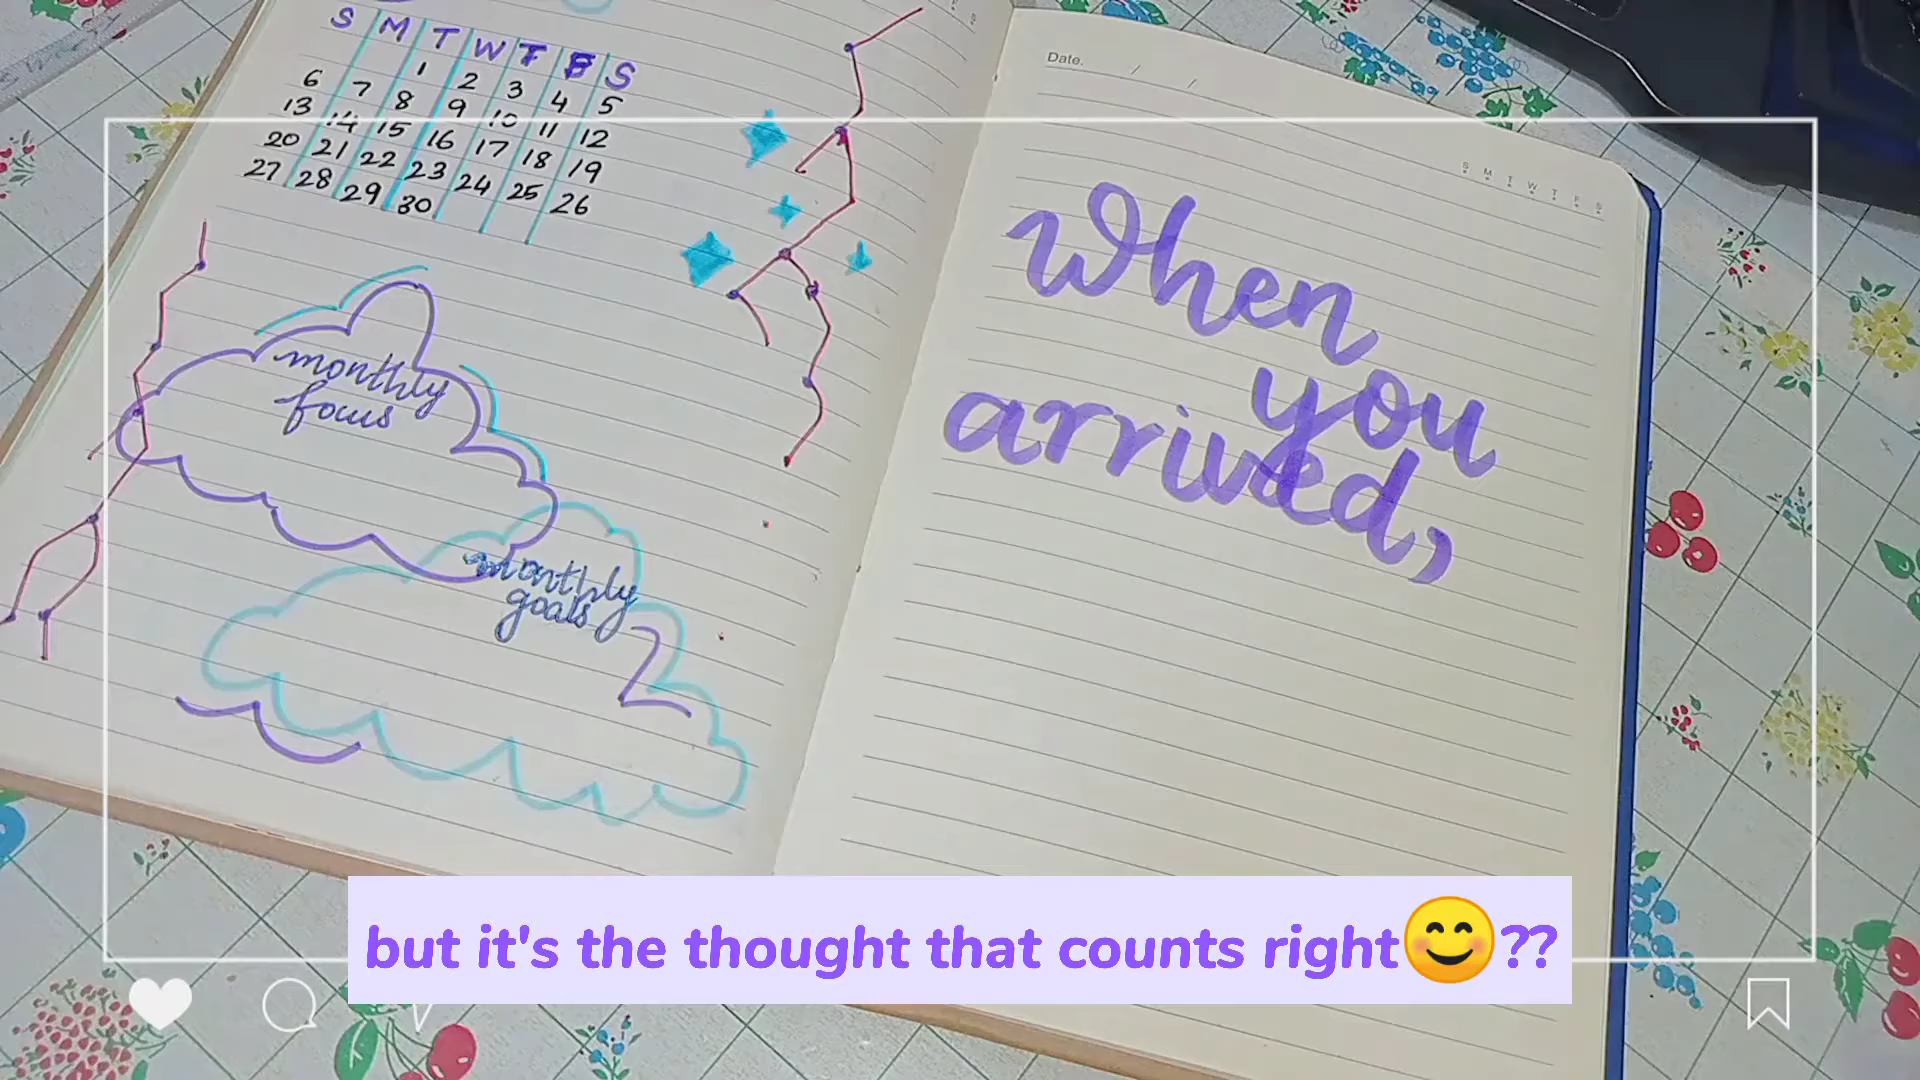 S M T W T F S
1 2 3 4 5
6 7 8 9 10 11 12
13 14 15 16 17 18 19
20 21 22 23 24 25 26
27 28 29 30
monthly
focus
monthly
goals
Date. / /
S M T W T F S
When
you
arrived,
but it's the thought that counts right😊??